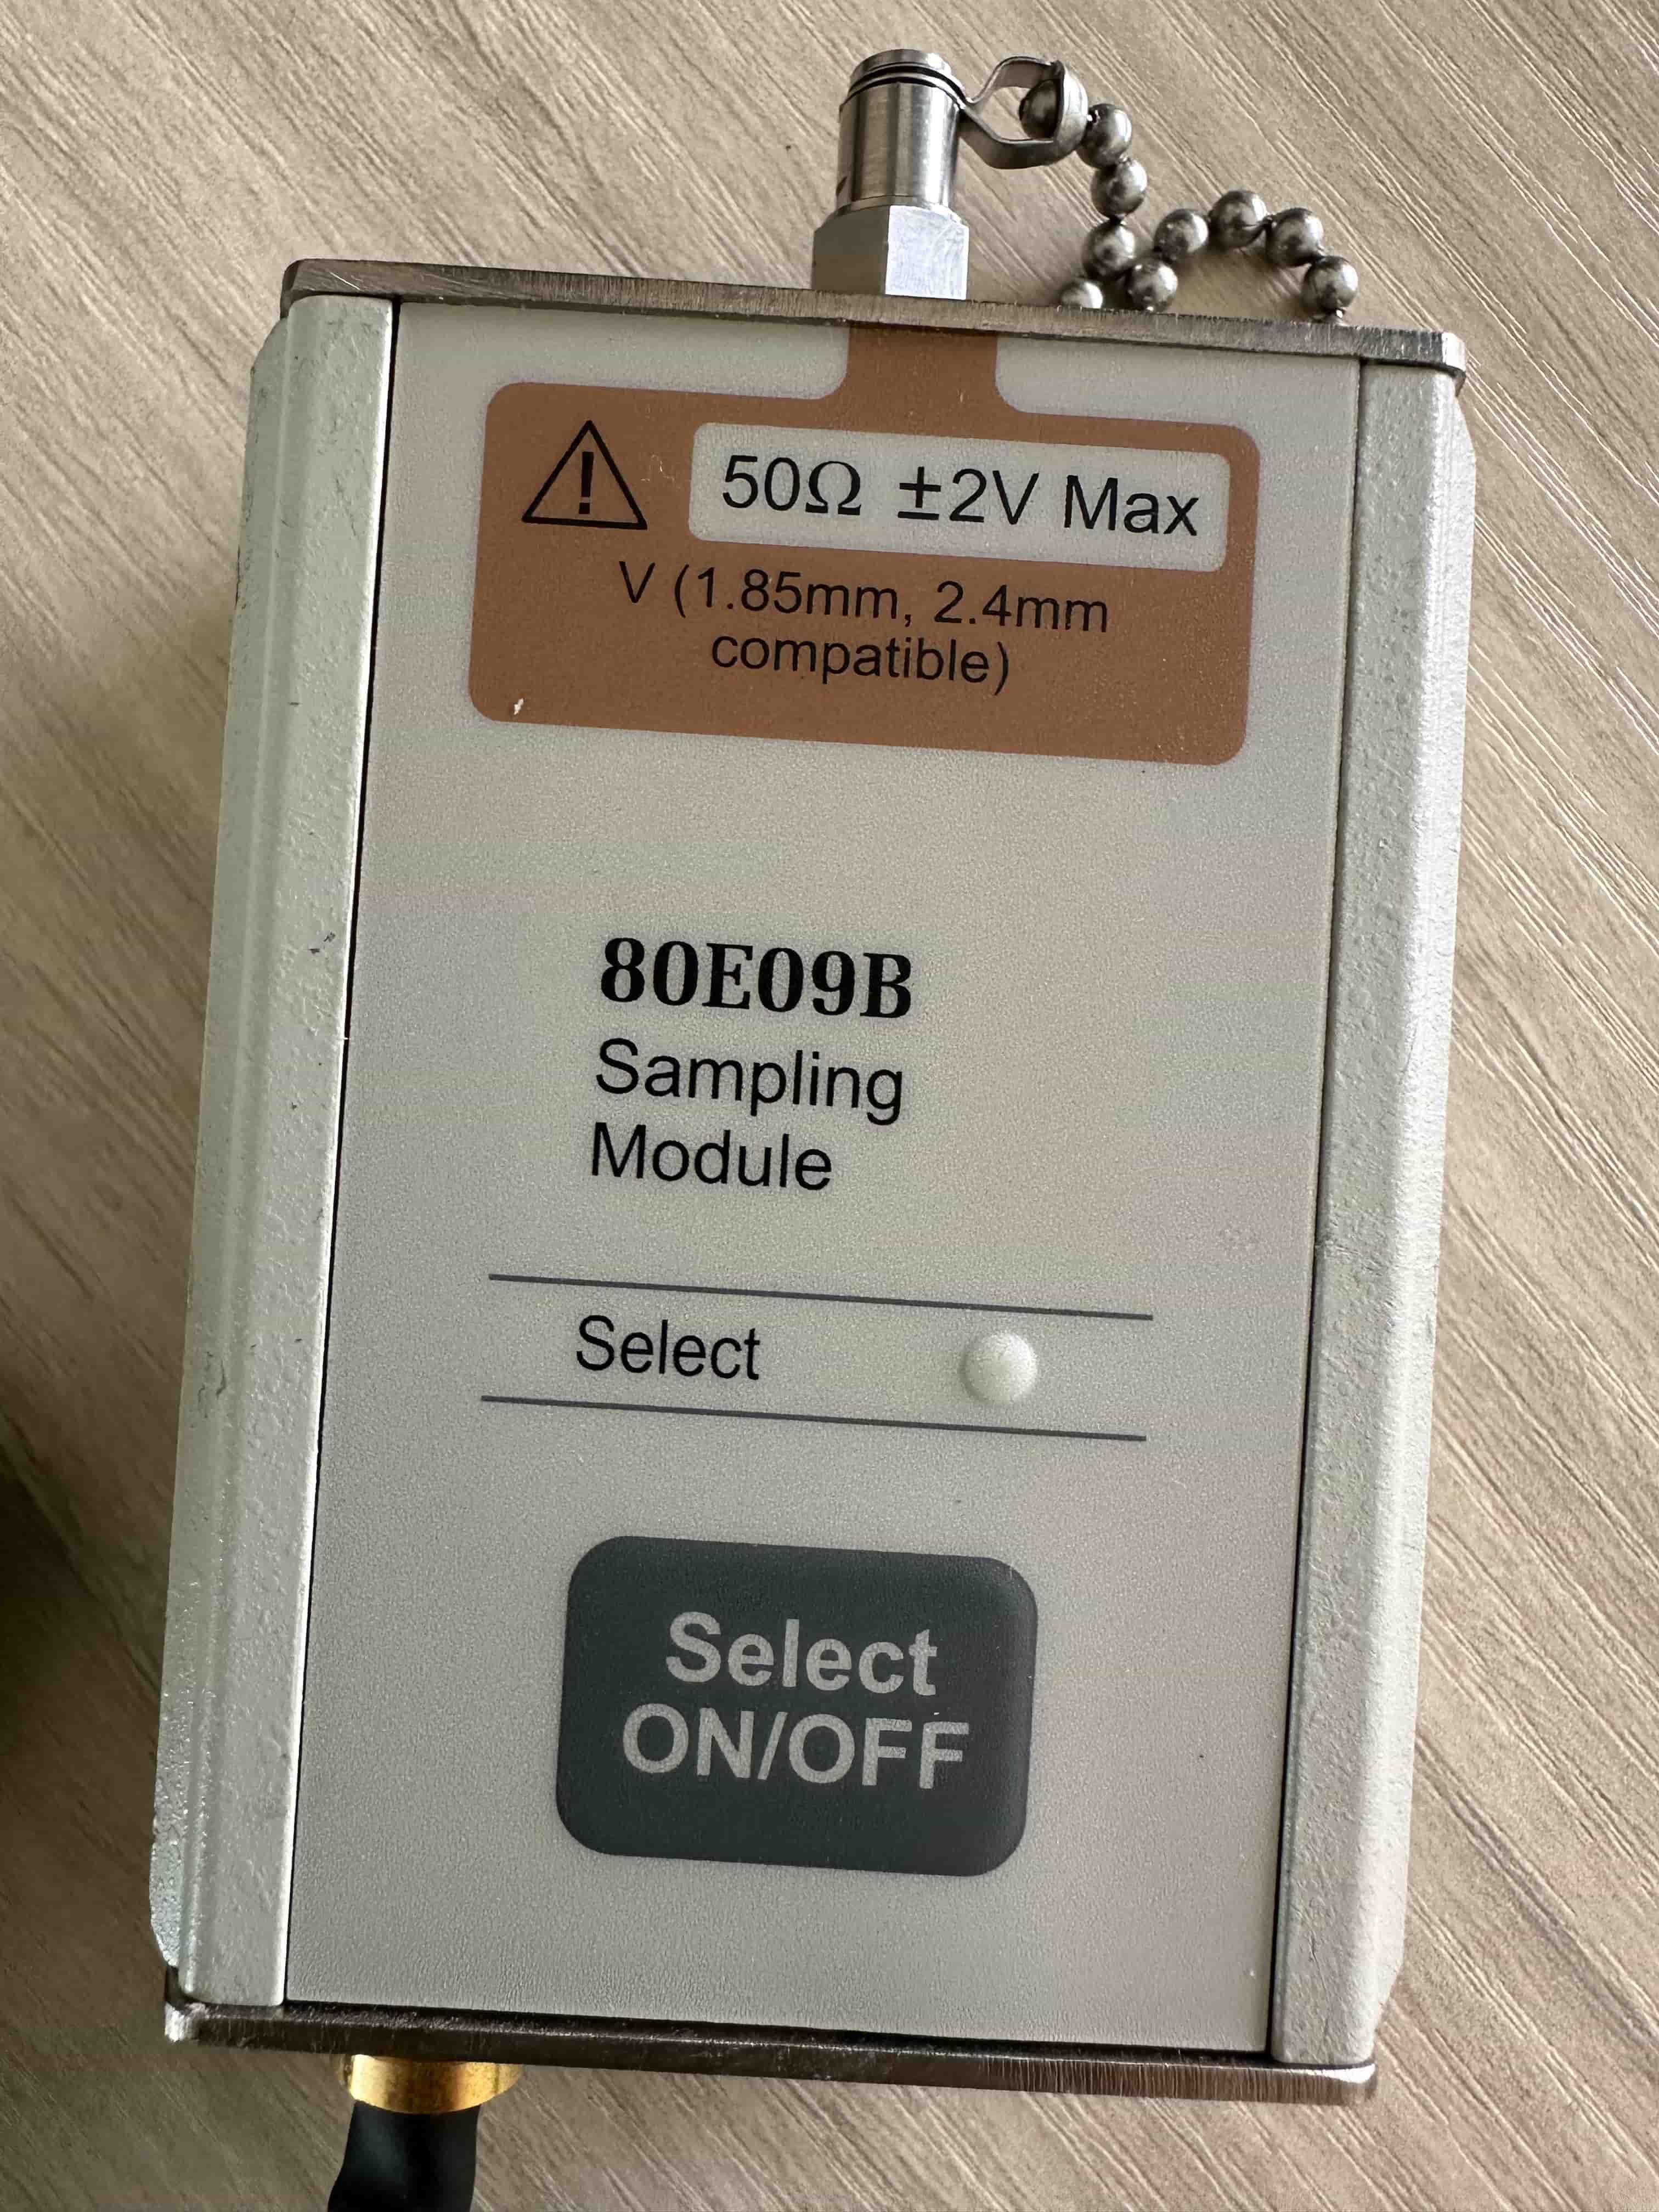 50Ω ±2V Max
V (1.85mm, 2.4mm
compatible)
80E09B
Sampling
Module
Select
Select
ON/OFF